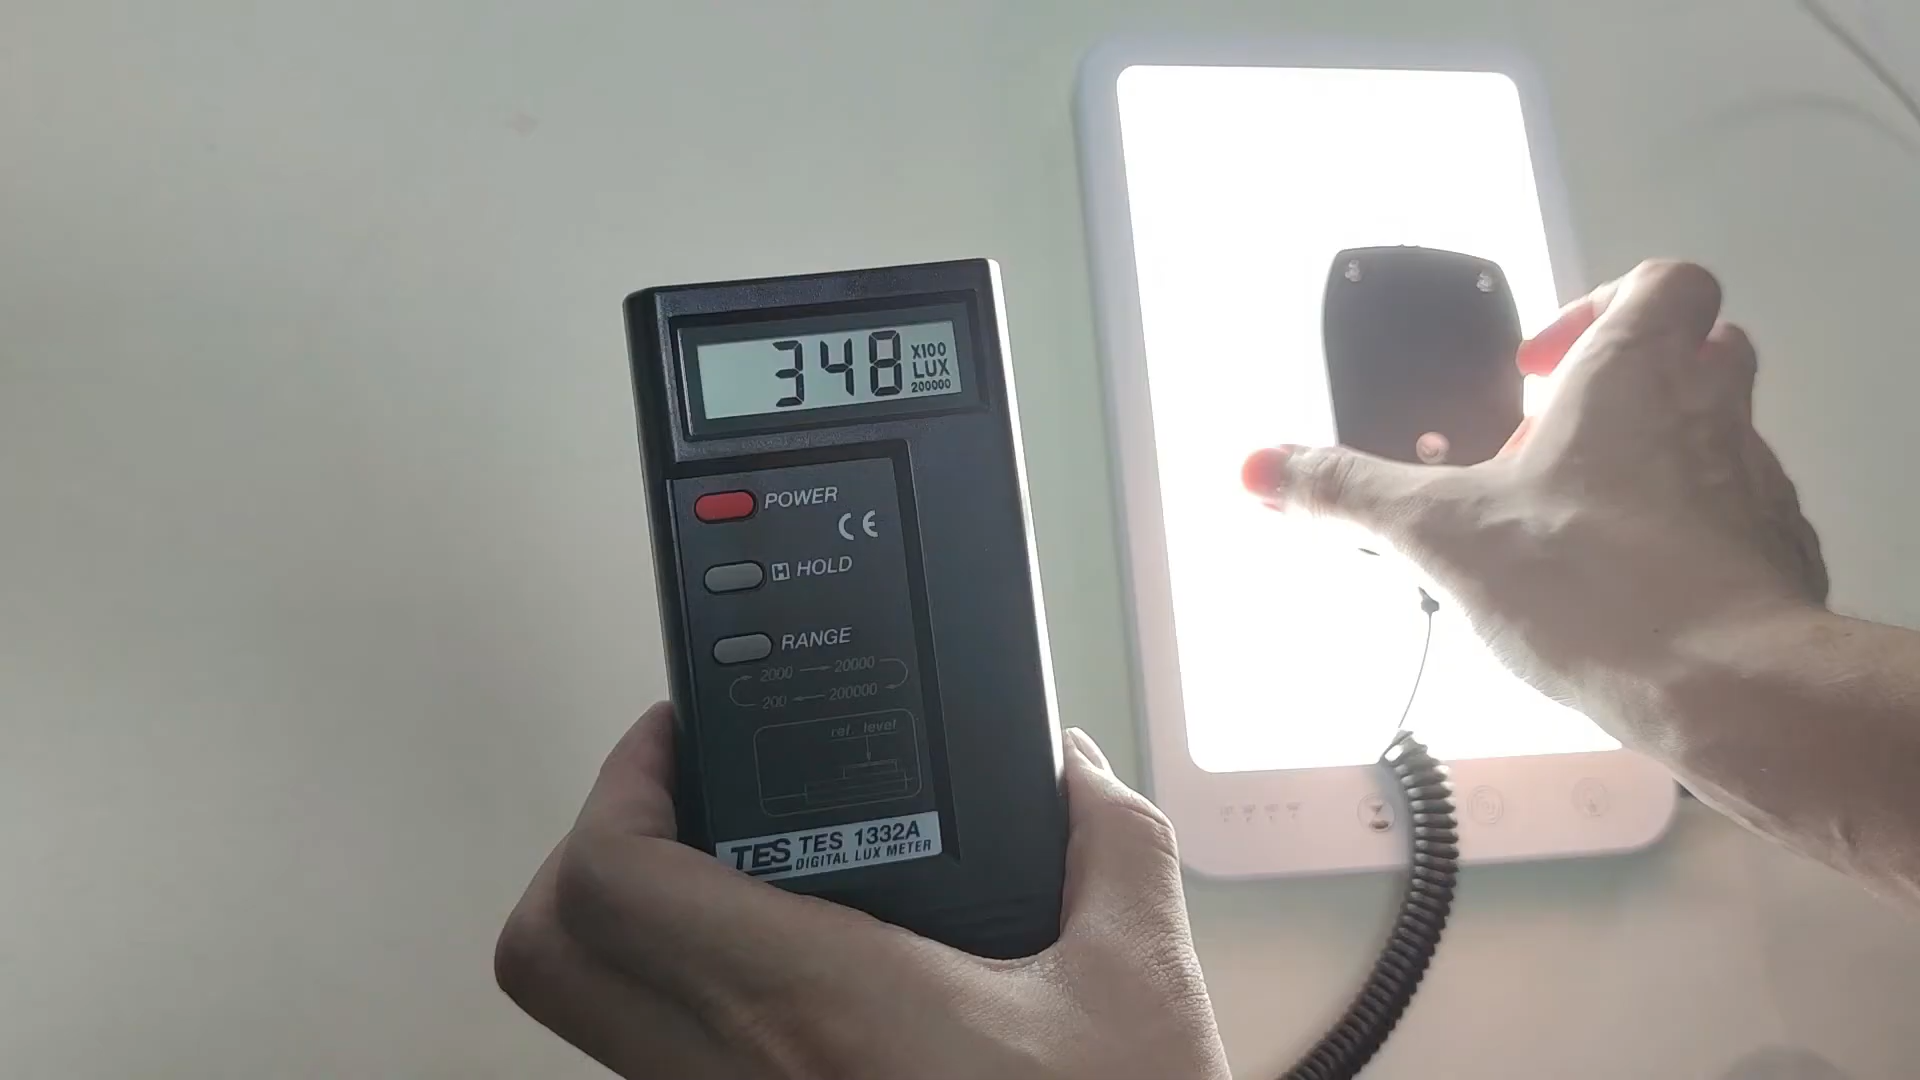 348
X100
LUX
200000
POWER
CE
H HOLD
RANGE
2000 20000
200 200000
ref. level
TES TES 1332A
DIGITAL LUX METER